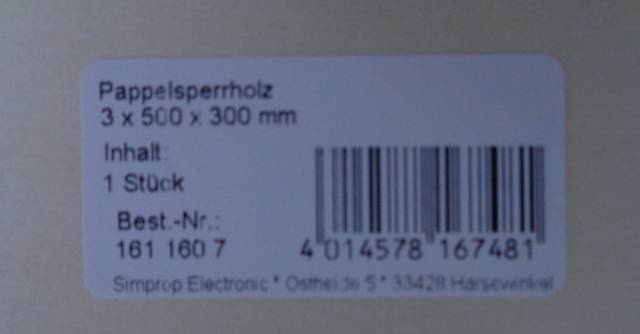 Pappelsperrholz
3 x 500 x 300 mm
Inhalt:
1 Stück
Best.-Nr.:
161 160 7
4 014578 167481
Simprop Electronic * Ostheide 5 * 33428 Harsewinkel